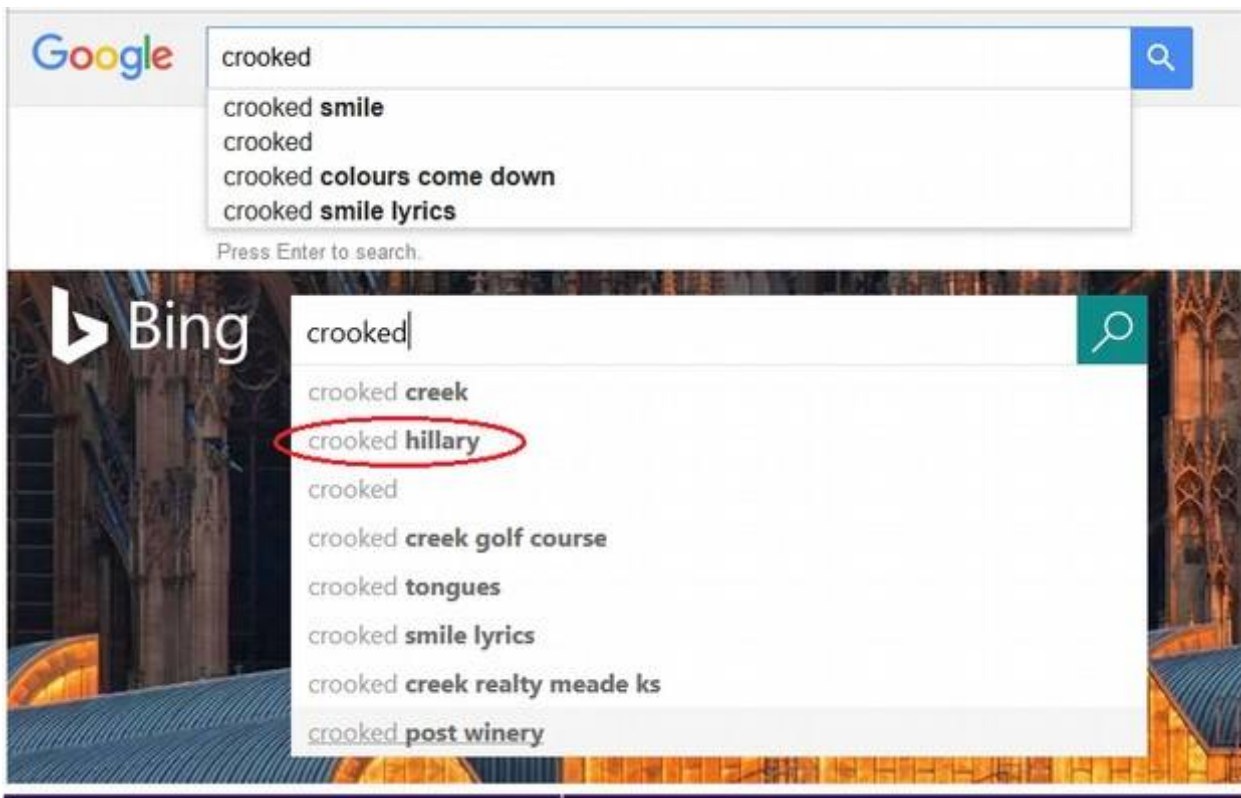 Google
crooked
crooked smile
crooked
crooked colours come down
crooked smile lyrics
Press Enter to search.
Bing
crooked
crooked creek
crooked hillary
crooked
crooked creek golf course
crooked tongues
crooked smile lyrics
crooked creek realty meade ks
crooked post winery